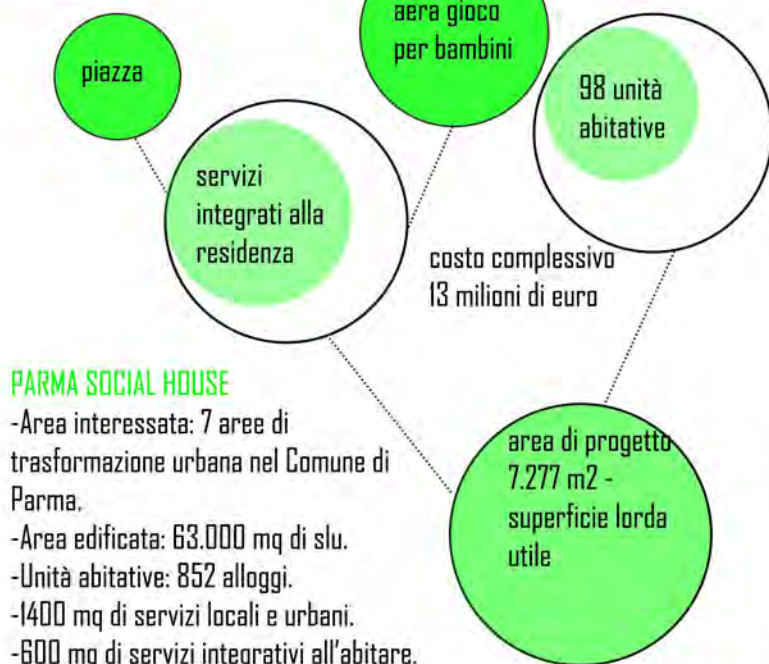 aera gioco
per bambini
piazza
98 unità
abitative
servizi
integrati alla
residenza
costo complessivo
13 milioni di euro
PARMA SOCIAL HOUSE
-Area interessata: 7 aree di
trasformazione urbana nel Comune di
Parma.
-Area edificata: 63.000 mq di slu.
-Unità abitative: 852 alloggi.
-1400 mq di servizi locali e urbani.
-600 mq di servizi integrativi all'abitare.
area di progetto
7.277 m2 -
superficie lorda
utile